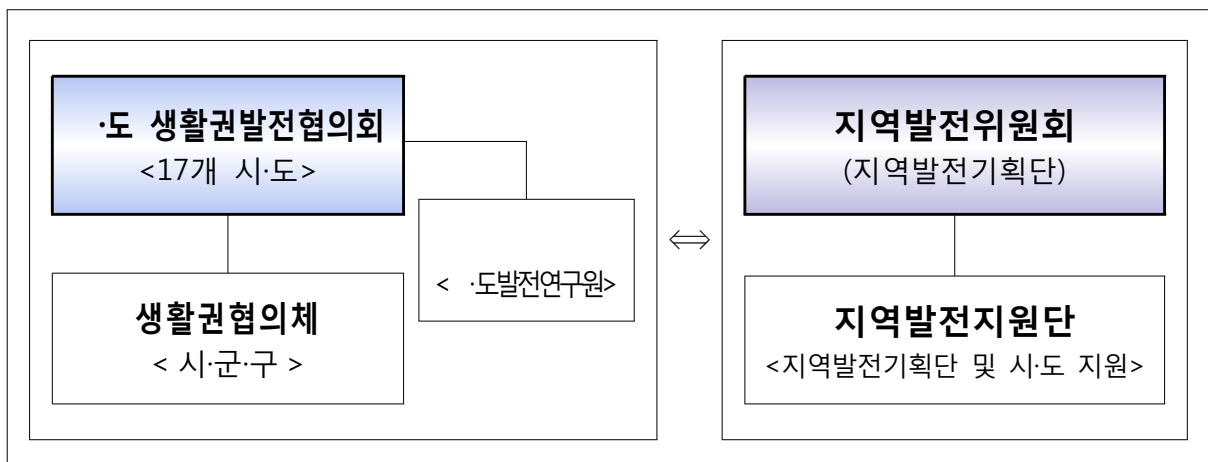 ·도 생활권발전협의회
<17개 시·도>
< ·도발전연구원>
생활권협의체
< 시·군·구 >
⇔
지역발전위원회
(지역발전기획단)
지역발전지원단
<지역발전기획단 및 시·도 지원>